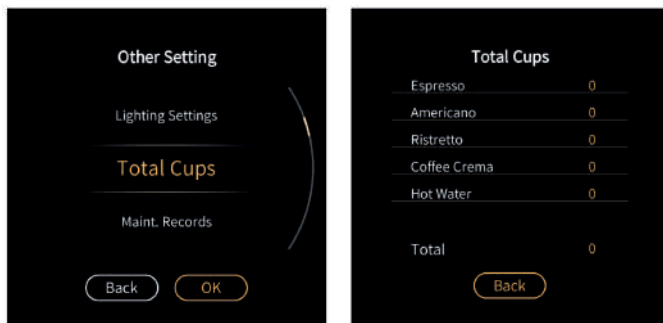 Other Setting
Lighting Settings
Total Cups
Maint. Records
Back OK
Total Cups
Espresso 0
Americano 0
Ristretto 0
Coffee Crema 0
Hot Water 0
Total 0
Back